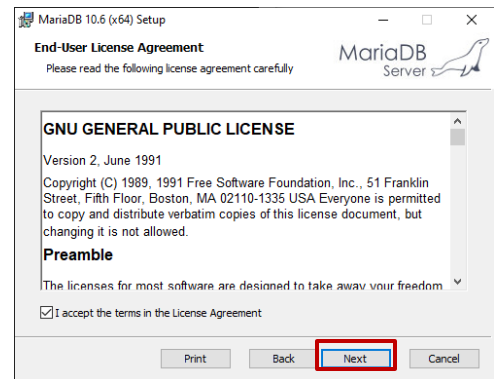 MariaDB 10.6 (x64) Setup
End-User License Agreement
Please read the following license agreement carefully
MariaDB
Server
GNU GENERAL PUBLIC LICENSE
Version 2, June 1991
Copyright (C) 1989, 1991 Free Software Foundation, Inc., 51 Franklin
Street, Fifth Floor, Boston, MA 02110-1335 USA Everyone is permitted
to copy and distribute verbatim copies of this license document, but
changing it is not allowed.
Preamble
The licenses for most software are designed to take away your freedom
I accept the terms in the License Agreement
Print
Back
Next
Cancel